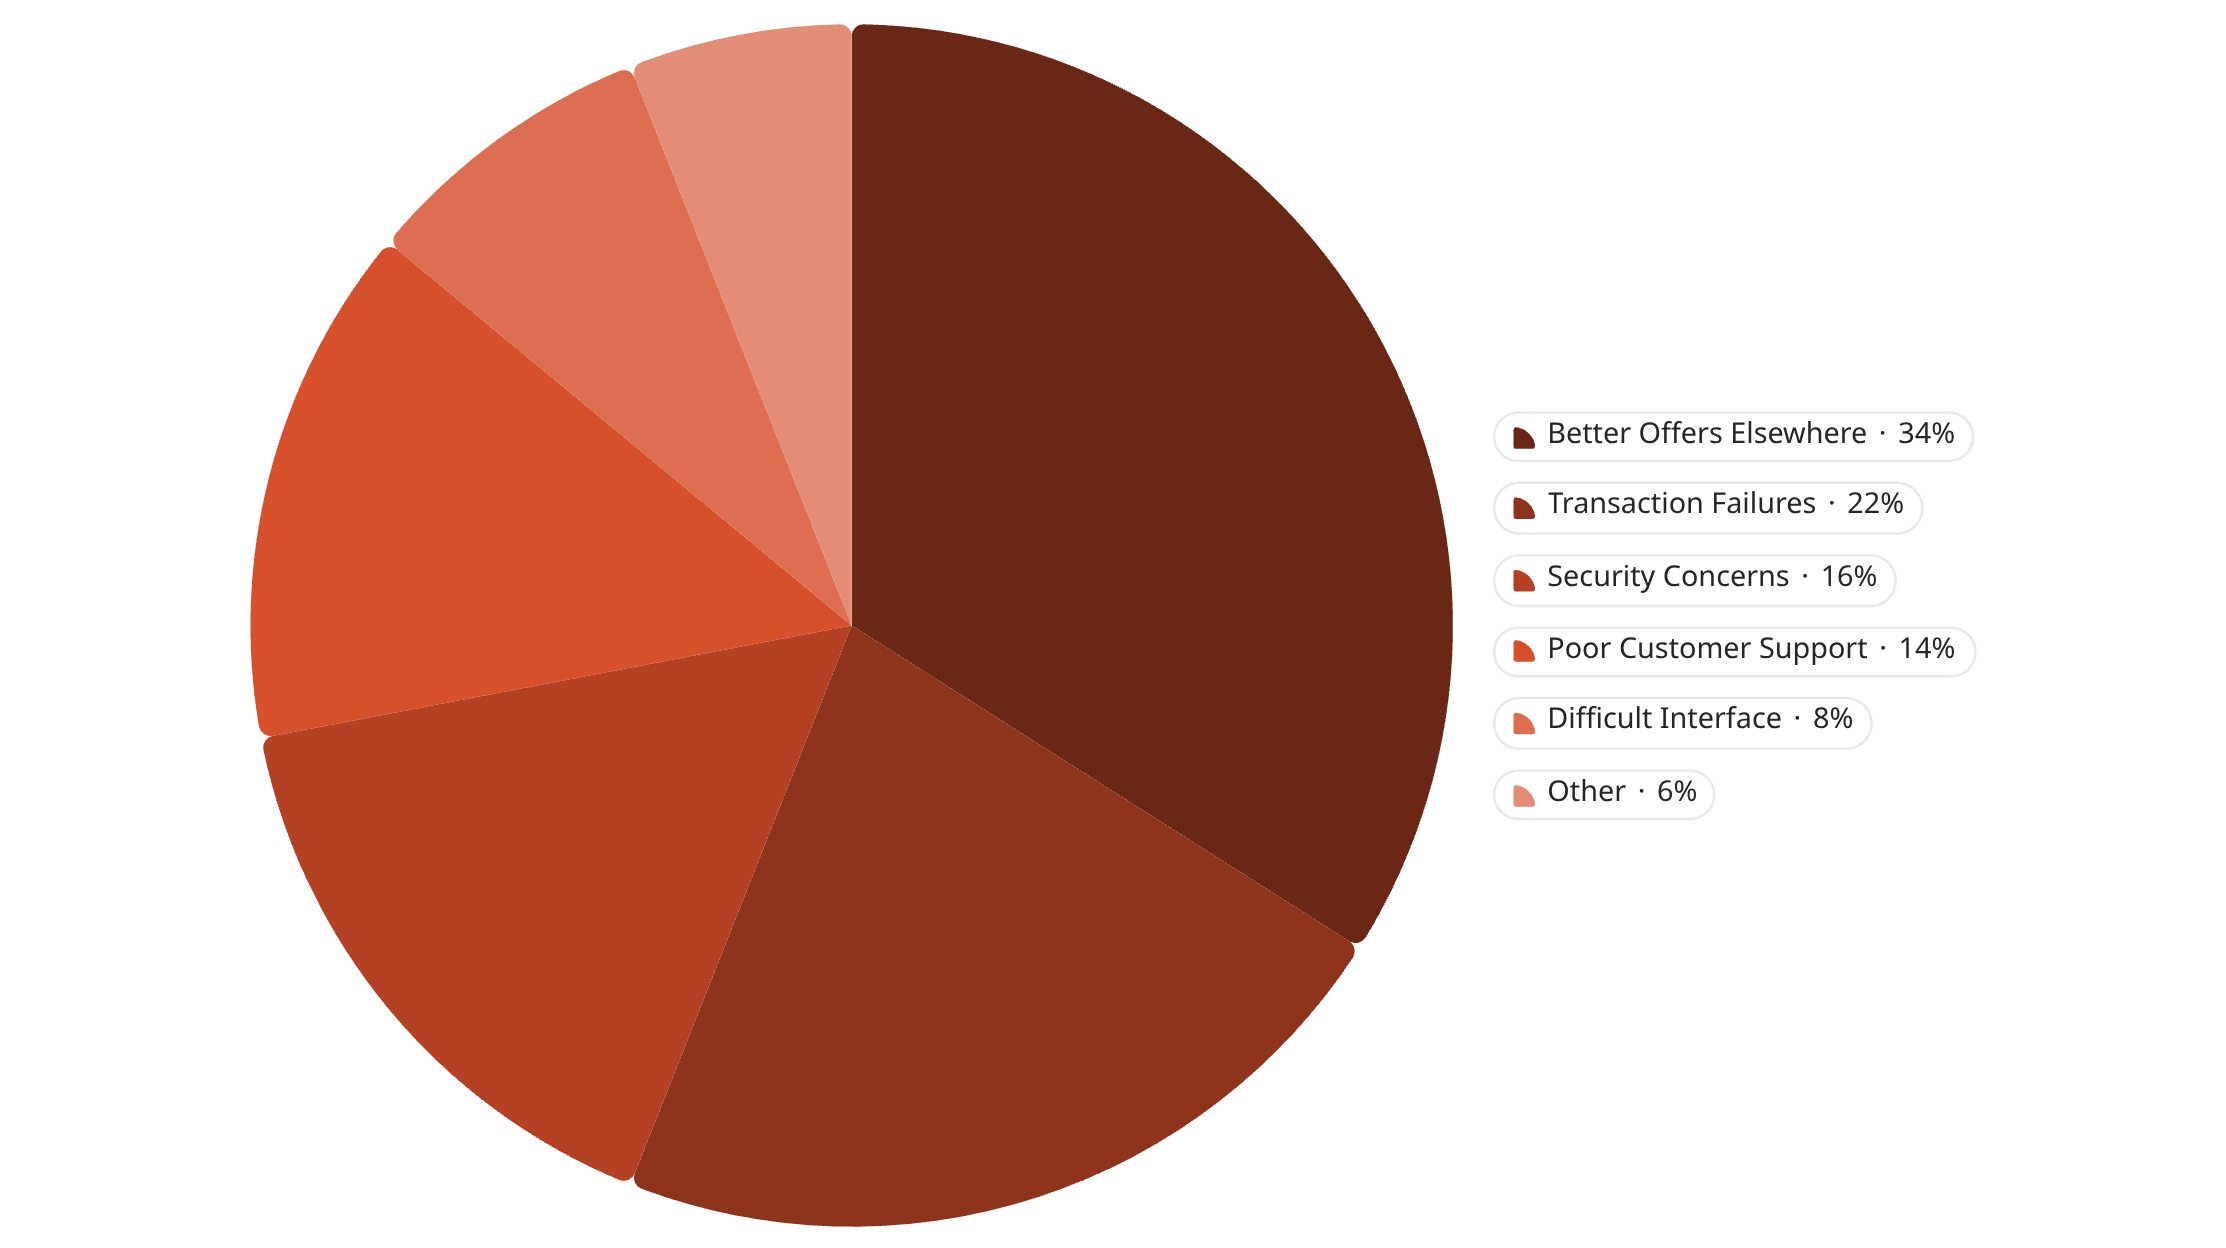 Better Offers Elsewhere · 34%
Transaction Failures · 22%
Security Concerns · 16%
Poor Customer Support · 14%
Difficult Interface · 8%
Other · 6%